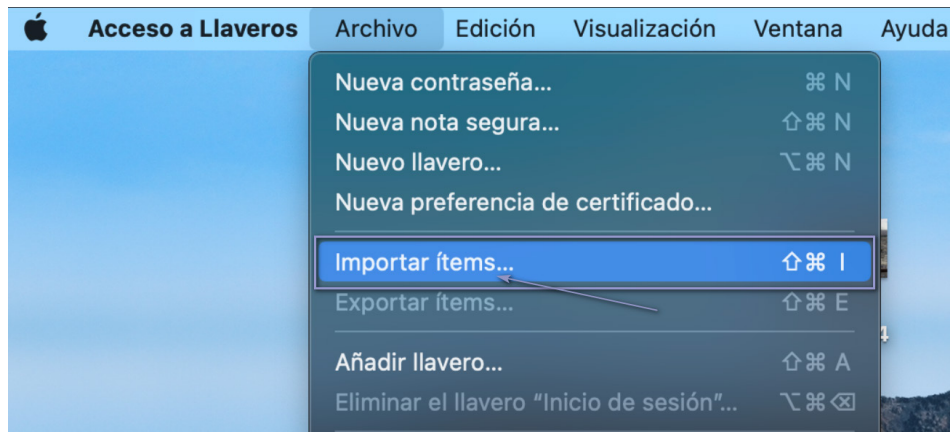 Acceso a Llaveros Archivo Edición Visualización Ventana Ayuda
Nueva contraseña... ⌘ N
Nueva nota segura... ⇧⌘ N
Nuevo llavero... ⌥⌘ N
Nueva preferencia de certificado...
Importar ítems... ⇧⌘ I
Exportar ítems... ⇧⌘ E
4
Añadir llavero... ⇧⌘ A
Eliminar el llavero “Inicio de sesión”... ⌥⌘⌫